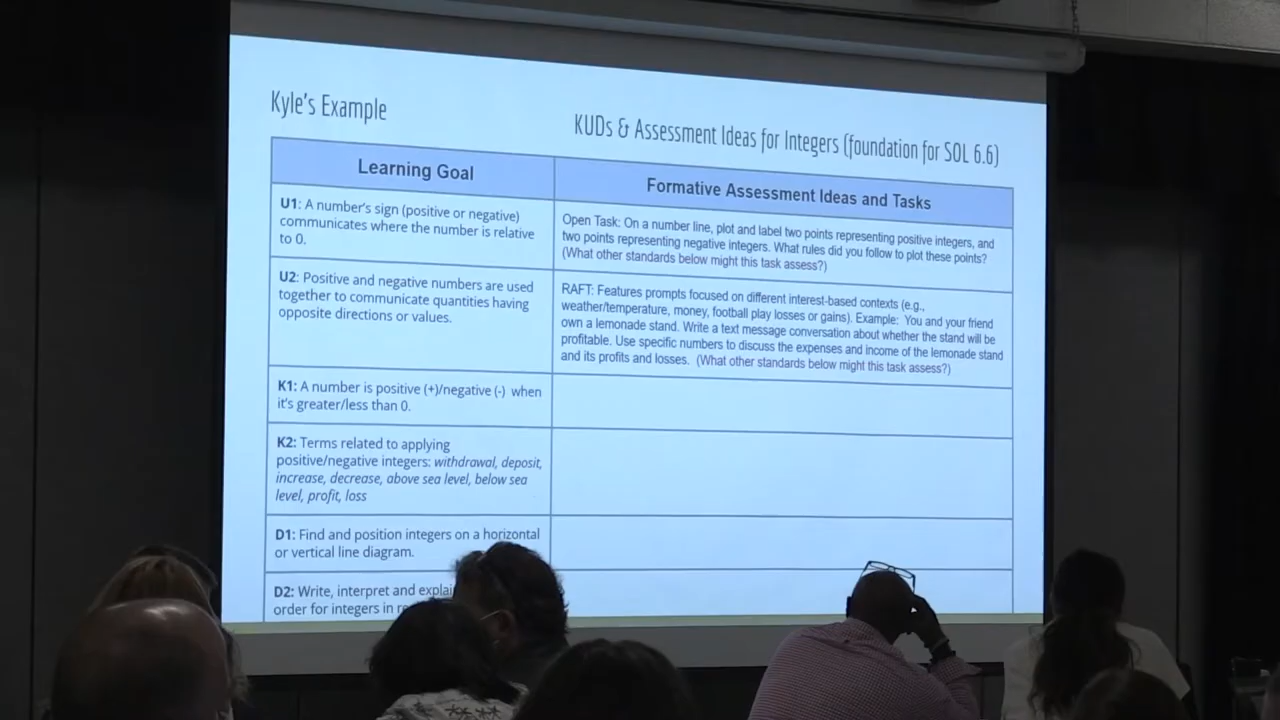 Kyle's Example
KUDs & Assessment Ideas for Integers (foundation for SOL 6.6)
Learning Goal
Formative Assessment Ideas and Tasks
U1: A number's sign (positive or negative)
communicates where the number is relative
to 0.
Open Task: On a number line, plot and label two points representing positive integers, and
two points representing negative integers. What rules did you follow to plot these points?
(What other standards below might this task assess?)
U2: Positive and negative numbers are used
together to communicate quantities having
opposite directions or values.
RAFT: Features prompts focused on different interest-based contexts (e.g.,
weather/temperature, money, football play losses or gains). Example: You and your friend
own a lemonade stand. Write a text message conversation about whether the stand will be
profitable. Use specific numbers to discuss the expenses and income of the lemonade stand
and its profits and losses. (What other standards below might this task assess?)
K1: A number is positive (+)/negative (-) when
it's greater/less than 0.
K2: Terms related to applying
positive/negative integers: withdrawal, deposit,
increase, decrease, above sea level, below sea
level, profit, loss
D1: Find and position integers on a horizontal
or vertical line diagram.
D2: Write, interpret and
order for integers in